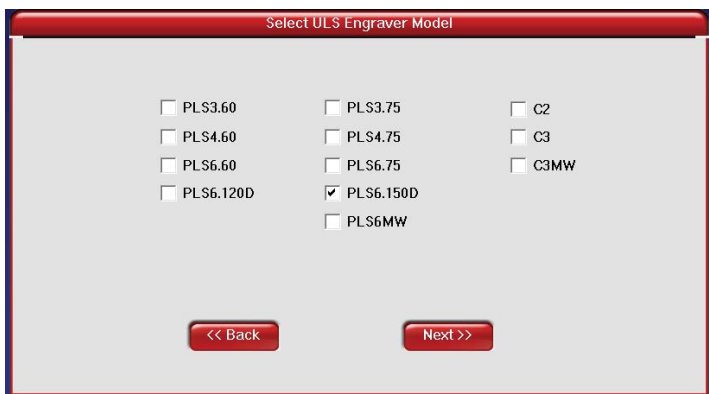 Select ULS Engraver Model
PLS3.60 PLS3.75 C2
PLS4.60 PLS4.75 C3
PLS6.60 PLS6.75 C3MW
PLS6.120D PLS6.150D
PLS6MW
<< Back Next >>